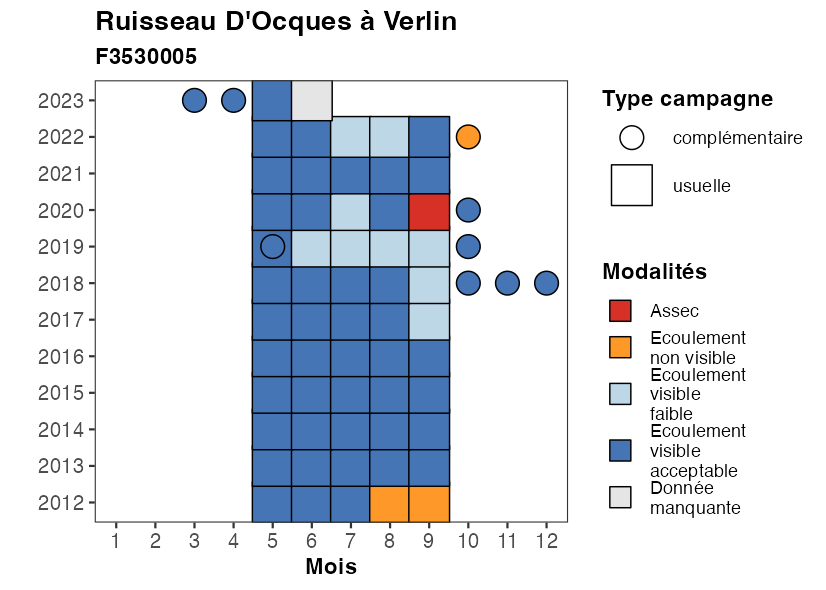 Ruisseau D'Ocques à Verlin
F3530005
2023
2022
2021
2020
2019
2018
2017
2016
2015
2014
2013
2012
1 2 3 4 5 6 7 8 9 10 11 12
Mois
Type campagne
complémentaire
usuelle
Modalités
Assec
Ecoulement
non visible
Ecoulement
visible
faible
Ecoulement
visible
acceptable
Donnée
manquante